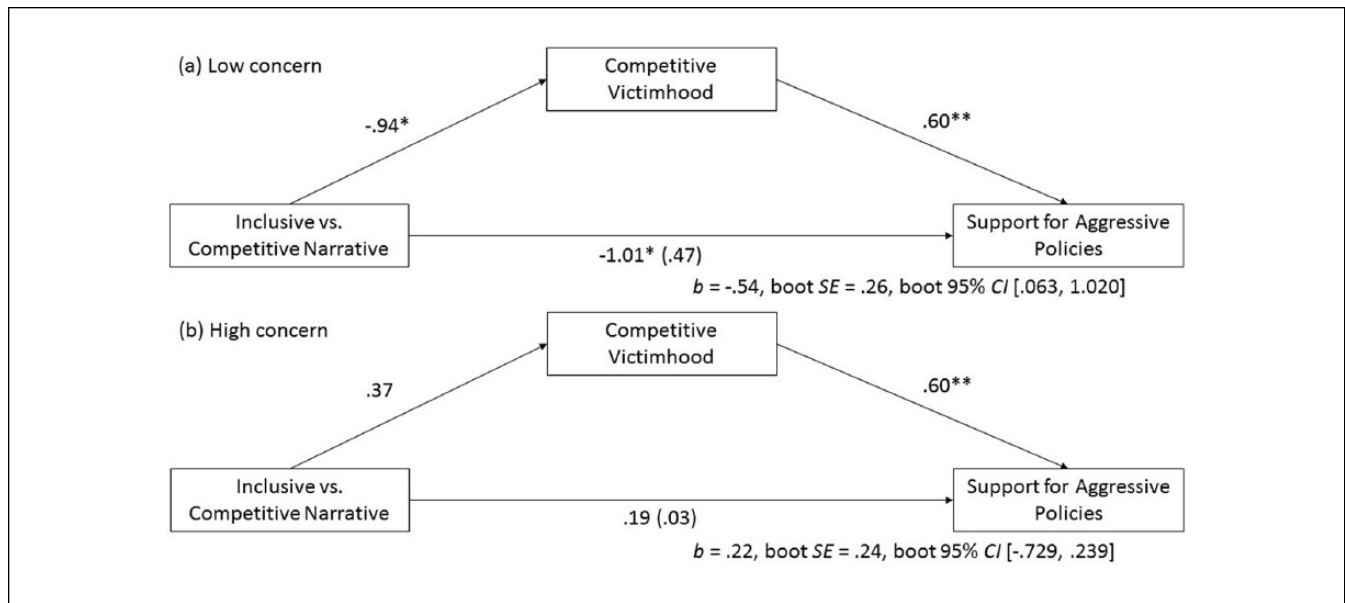 (a) Low concern
Competitive
Victimhood
-.94*
.60**
Inclusive vs.
Competitive Narrative
Support for Aggressive
Policies
-1.01* (.47)
b = -.54, boot SE = .26, boot 95% CI [.063, 1.020]
(b) High concern
Competitive
Victimhood
.37
.60**
Inclusive vs.
Competitive Narrative
Support for Aggressive
Policies
.19 (.03)
b = .22, boot SE = .24, boot 95% CI [-.729, .239]